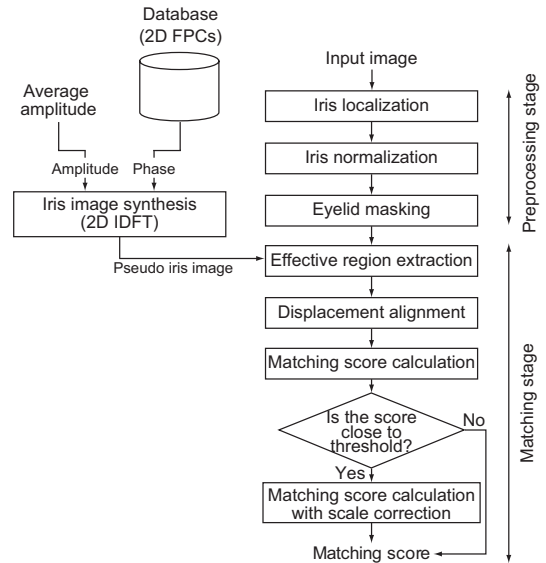 Database
(2D FPCs)
Average
amplitude
Amplitude
Phase
Iris image synthesis
(2D IDFT)
Pseudo iris image
Input image
Iris localization
Iris normalization
Eyelid masking
Effective region extraction
Displacement alignment
Matching score calculation
Is the score
close to
threshold?
No
Yes
Matching score calculation
with scale correction
Matching score
Preprocessing stage
Matching stage